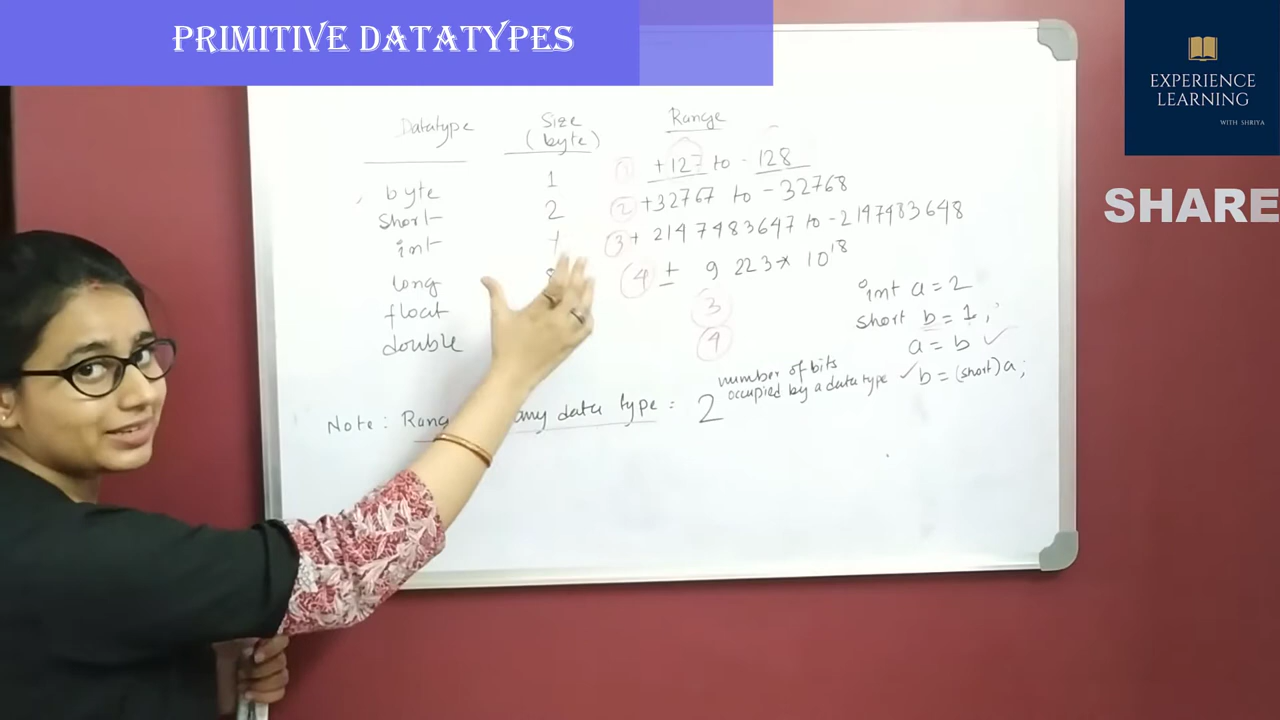 PRIMITIVE DATATYPES
EXPERIENCE
LEARNING
WITH SHRIYA
SHARE
Datatype Size Range
(byte)
byte 1 ① +127 to -128
short 2 ② +32767 to -32768
int ③ + 2147483647 to -2147483648
long ④ ± 9 223 * 10^18
float ③
double ④
int a = 2
short b = 1;
a = b ✓
✓ b = (short) a;
Note: any data type = 2^number of bits
occupied by a data type